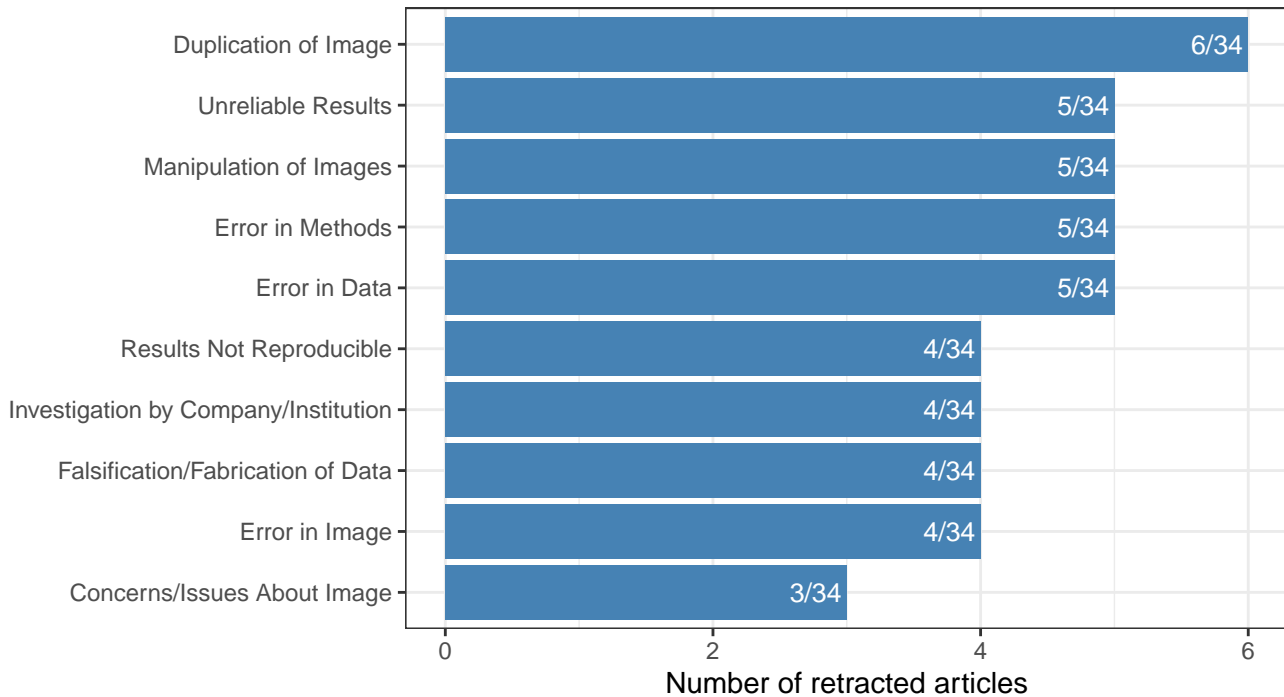 Duplication of Image 6/34
Unreliable Results 5/34
Manipulation of Images 5/34
Error in Methods 5/34
Error in Data 5/34
Results Not Reproducible 4/34
Investigation by Company/Institution 4/34
Falsification/Fabrication of Data 4/34
Error in Image 4/34
Concerns/Issues About Image 3/34
0 2 4 6
Number of retracted articles